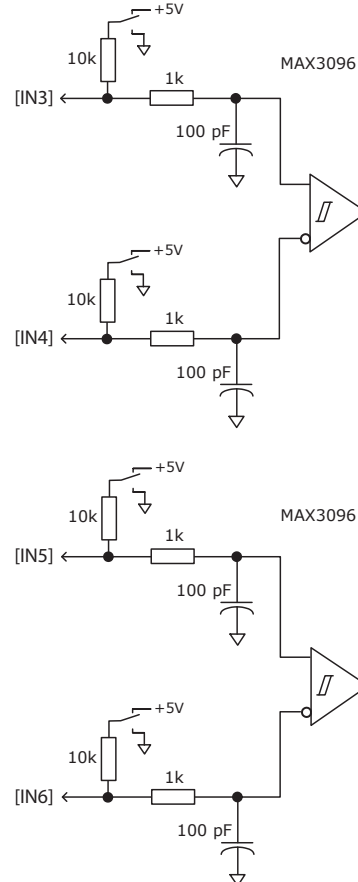 +5V
10k
MAX3096
1k
[IN3]
100 pF
+5V
10k
1k
[IN4]
100 pF
+5V
10k
MAX3096
1k
[IN5]
100 pF
+5V
10k
1k
[IN6]
100 pF